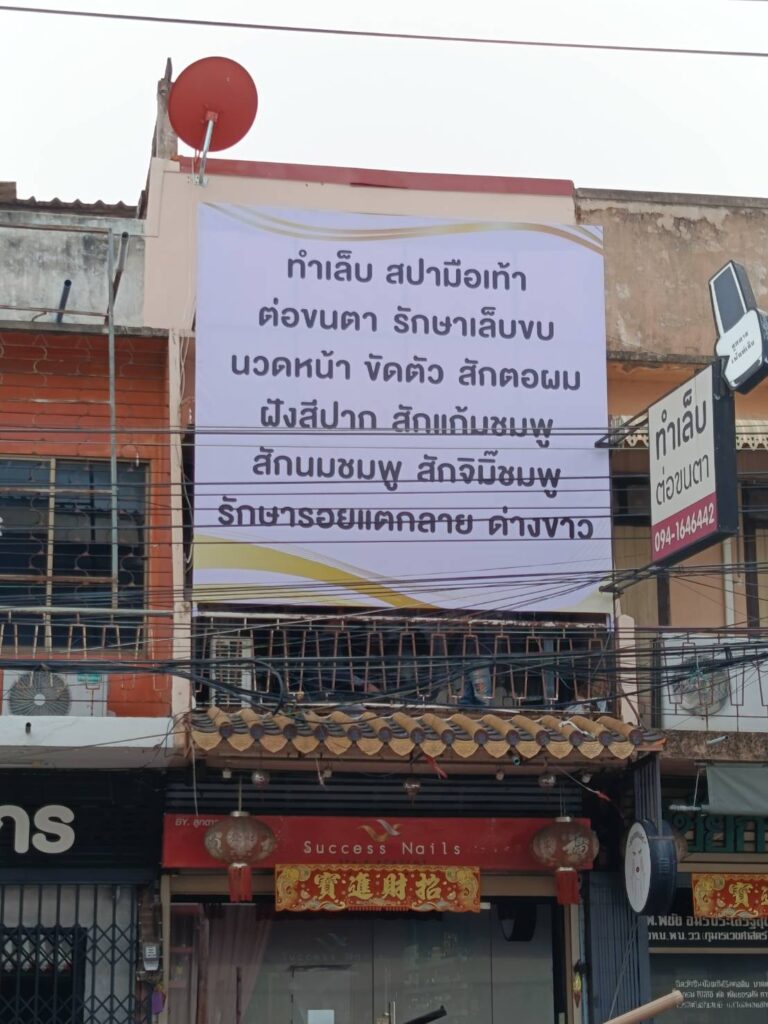 ทำเล็บ สปามือเท้า
ต่อขนตา รักษาเล็บขบ
นวดหน้า ขัดตัว สักตอผม
ฝังสีปาก สักแก้มชมพู
สักนมชมพู สักจิมิ๊ชมพู
รักษารอยแตกลาย ด่างขาว
ทำเล็บ
ต่อขนตา
094-1646442
Success Nails
招財進寶